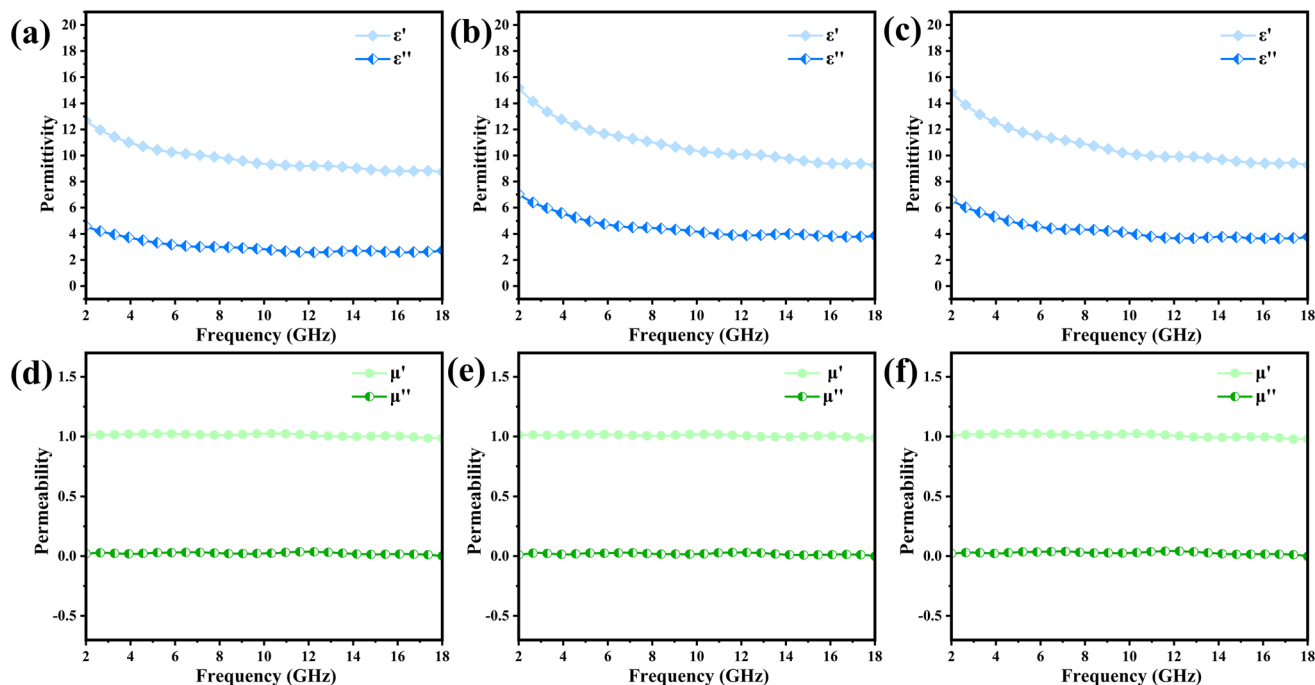 (a)
ε'
ε''
Permittivity
20
18
16
14
12
10
8
6
4
2
0
2 4 6 8 10 12 14 16 18
Frequency (GHz)
(b)
ε'
ε''
Permittivity
20
18
16
14
12
10
8
6
4
2
0
2 4 6 8 10 12 14 16 18
Frequency (GHz)
(c)
ε'
ε''
Permittivity
20
18
16
14
12
10
8
6
4
2
0
2 4 6 8 10 12 14 16 18
Frequency (GHz)
(d)
μ'
μ''
Permeability
1.5
1.0
0.5
0.0
-0.5
2 4 6 8 10 12 14 16 18
Frequency (GHz)
(e)
μ'
μ''
Permeability
1.5
1.0
0.5
0.0
-0.5
2 4 6 8 10 12 14 16 18
Frequency (GHz)
(f)
μ'
μ''
Permeability
1.5
1.0
0.5
0.0
-0.5
2 4 6 8 10 12 14 16 18
Frequency (GHz)